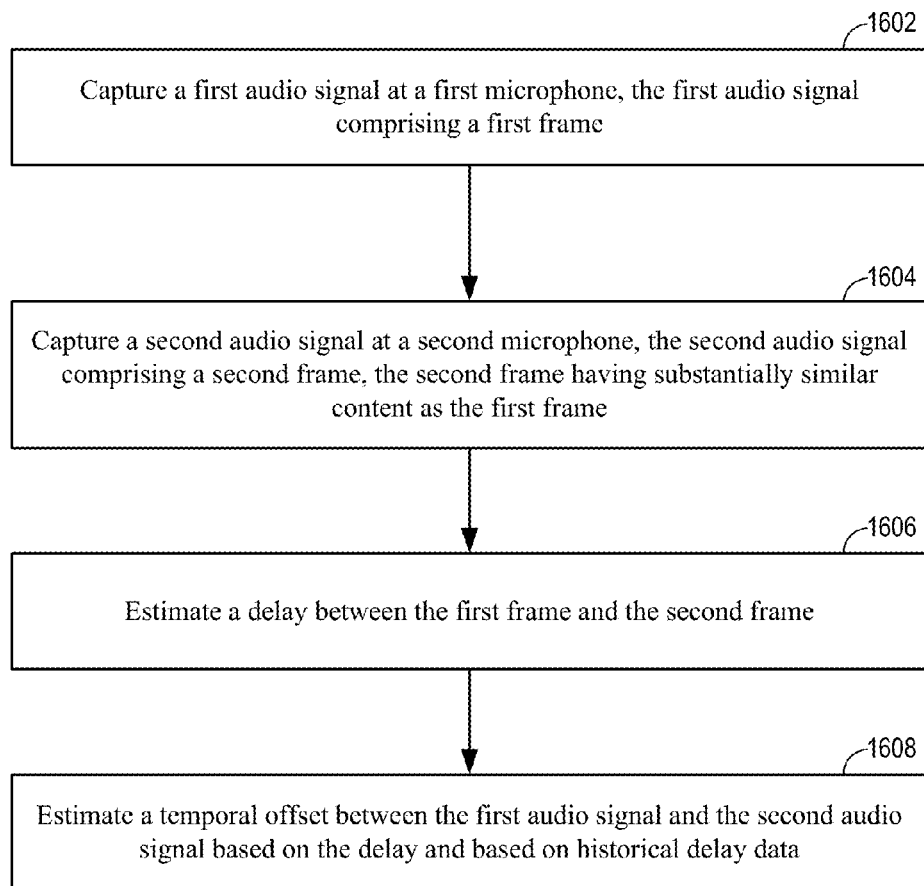 1602
Capture a first audio signal at a first microphone, the first audio signal
comprising a first frame
1604
Capture a second audio signal at a second microphone, the second audio signal
comprising a second frame, the second frame having substantially similar
content as the first frame
1606
Estimate a delay between the first frame and the second frame
1608
Estimate a temporal offset between the first audio signal and the second audio
signal based on the delay and based on historical delay data